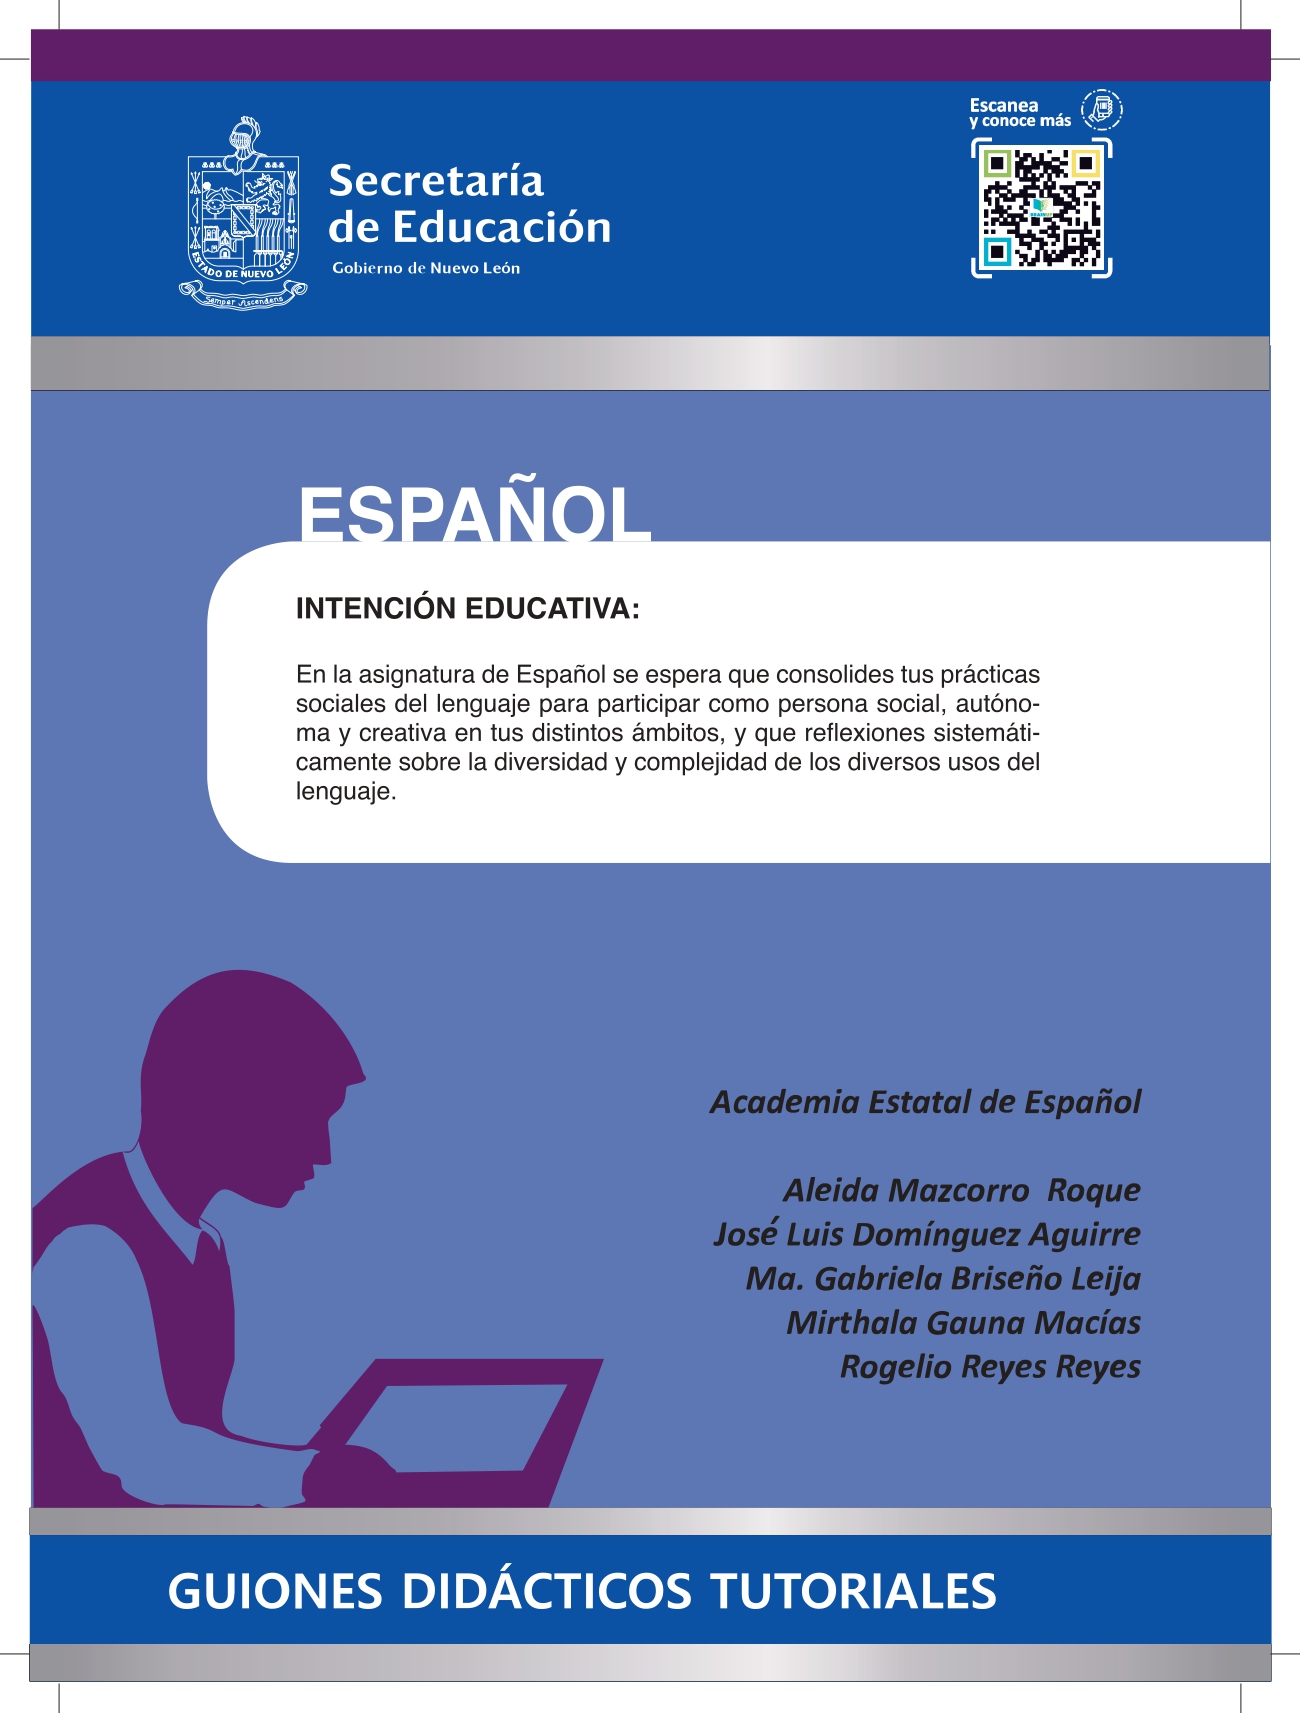 Escanea
y conoce más
Secretaría
de Educación
Gobierno de Nuevo León
ESTADO DE NUEVO LEÓN
Semper Ascendens
ESPAÑOL
INTENCIÓN EDUCATIVA:
En la asignatura de Español se espera que consolides tus prácticas
sociales del lenguaje para participar como persona social, autóno-
ma y creativa en tus distintos ámbitos, y que reflexiones sistemáti-
camente sobre la diversidad y complejidad de los diversos usos del
lenguaje.
Academia Estatal de Español
Aleida Mazcorro  Roque
José Luis Domínguez Aguirre
Ma. Gabriela Briseño Leija
Mirthala Gauna Macías
Rogelio Reyes Reyes
GUIONES DIDÁCTICOS TUTORIALES